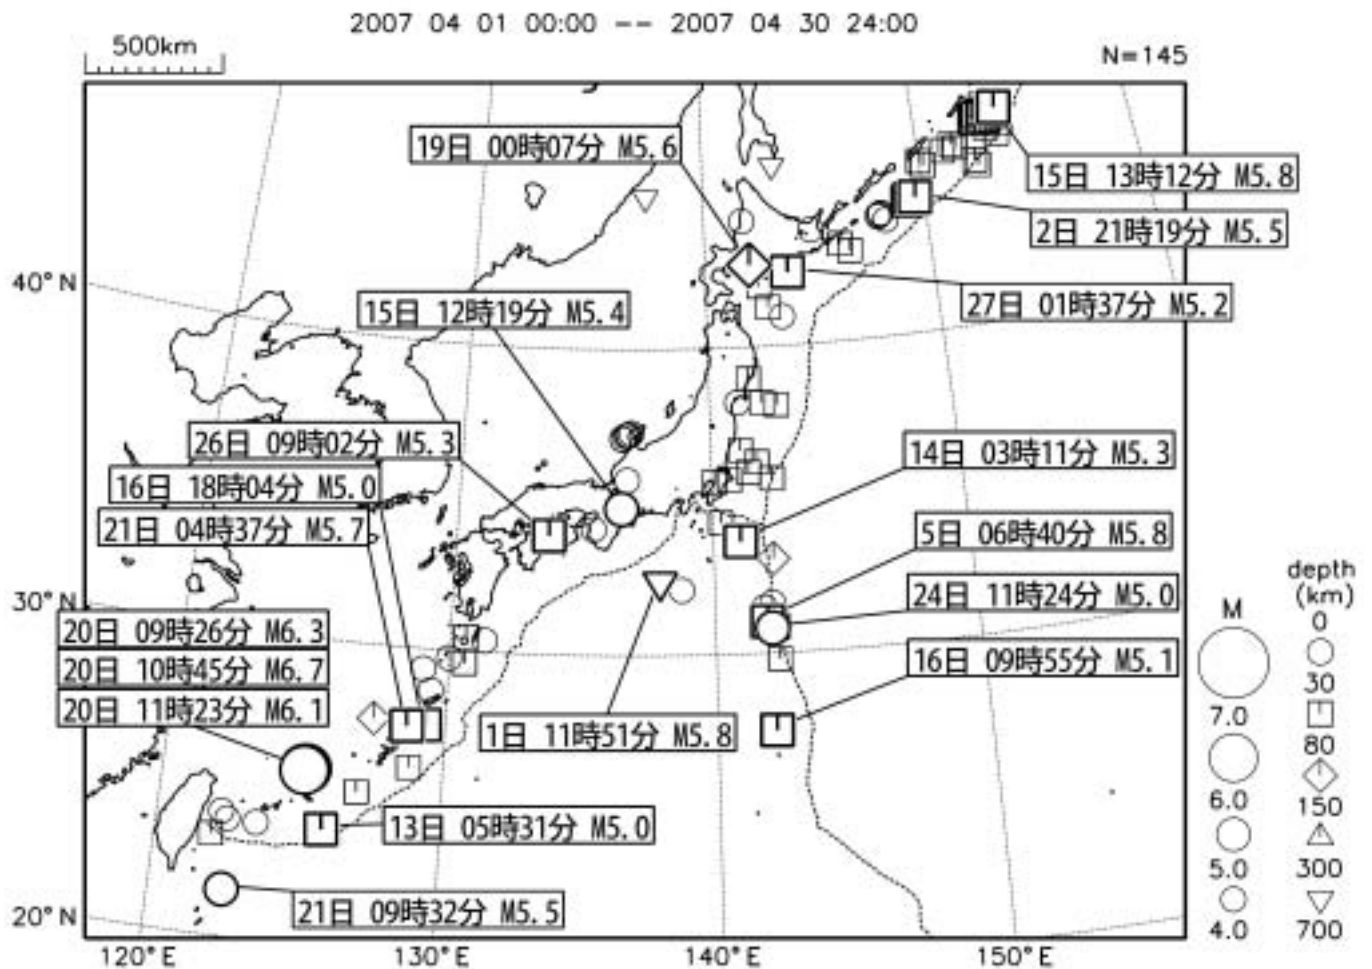 2007 04 01 00:00 -- 2007 04 30 24:00
500km
N=145
19日 00時07分 M5.6
15日 13時12分 M5.8
2日 21時19分 M5.5
40°N
27日 01時37分 M5.2
15日 12時19分 M5.4
26日 09時02分 M5.3
14日 03時11分 M5.3
16日 18時04分 M5.0
21日 04時37分 M5.7
5日 06時40分 M5.8
24日 11時24分 M5.0
30°N
20日 09時26分 M6.3
20日 10時45分 M6.7
16日 09時55分 M5.1
20日 11時23分 M6.1
1日 11時51分 M5.8
13日 05時31分 M5.0
21日 09時32分 M5.5
20°N
120°E
130°E
140°E
150°E
M
7.0
6.0
5.0
4.0
depth
(km)
0
30
80
150
300
700